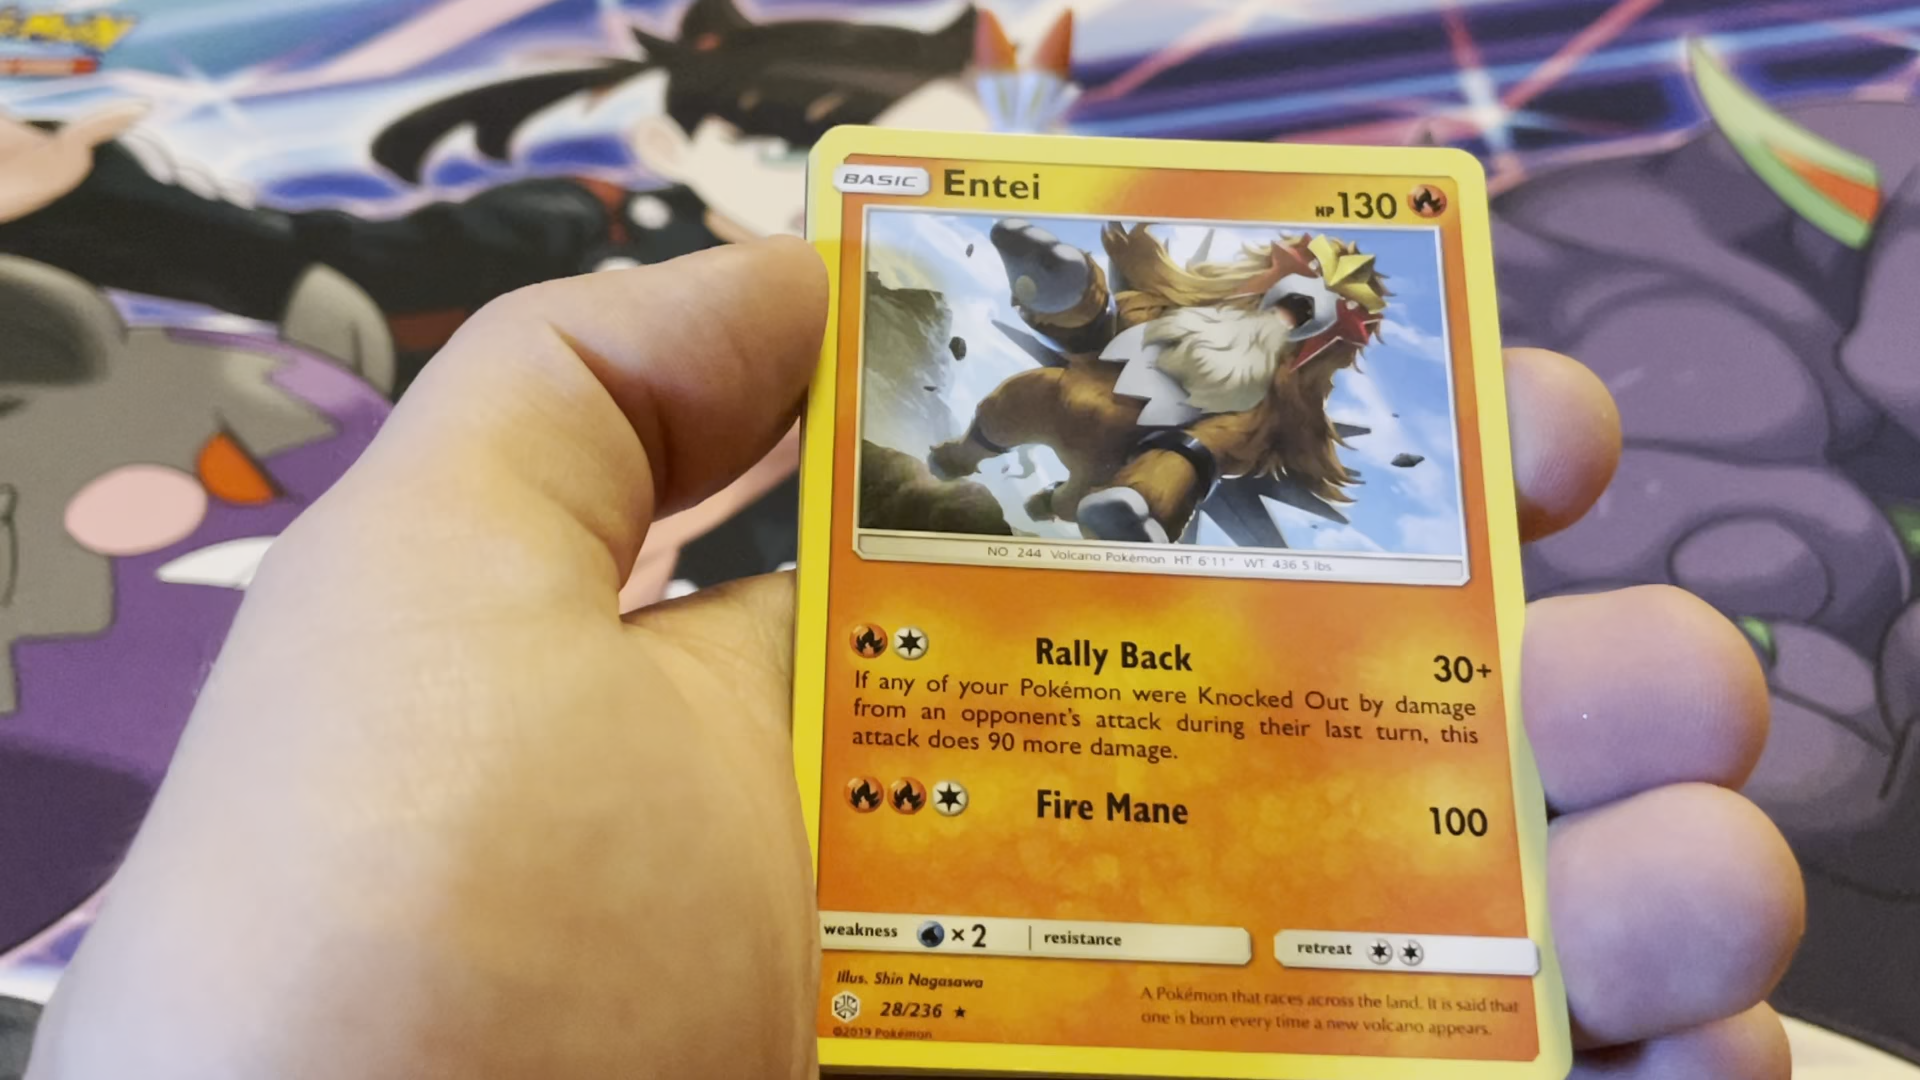 BASIC Entei HP 130
NO. 244 Volcano Pokémon HT 6'11" WT 436.5 lbs.
Rally Back 30+
If any of your Pokémon were Knocked Out by damage
from an opponent's attack during their last turn, this
attack does 90 more damage.
Fire Mane 100
weakness ×2 resistance retreat
Illus. Shin Nagasawa
28/236
©2019 Pokémon
A Pokémon that races across the land. It is said that
one is born every time a new volcano appears.